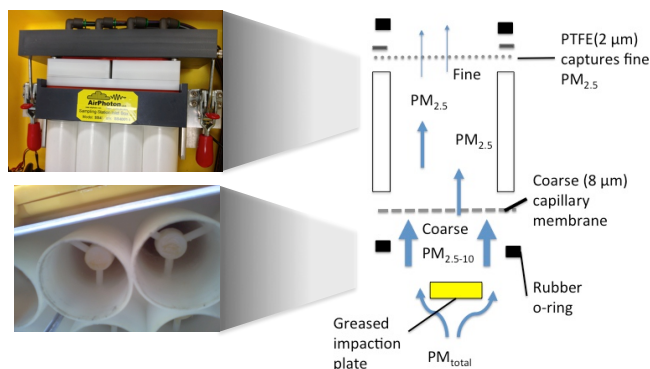 AirPhoton
PTFE(2 μm)
captures fine
PM2.5
Fine
PM2.5
PM2.5
Coarse (8 μm)
capillary
membrane
Coarse
PM2.5-10
Rubber
o-ring
Greased
impaction
plate
PMtotal